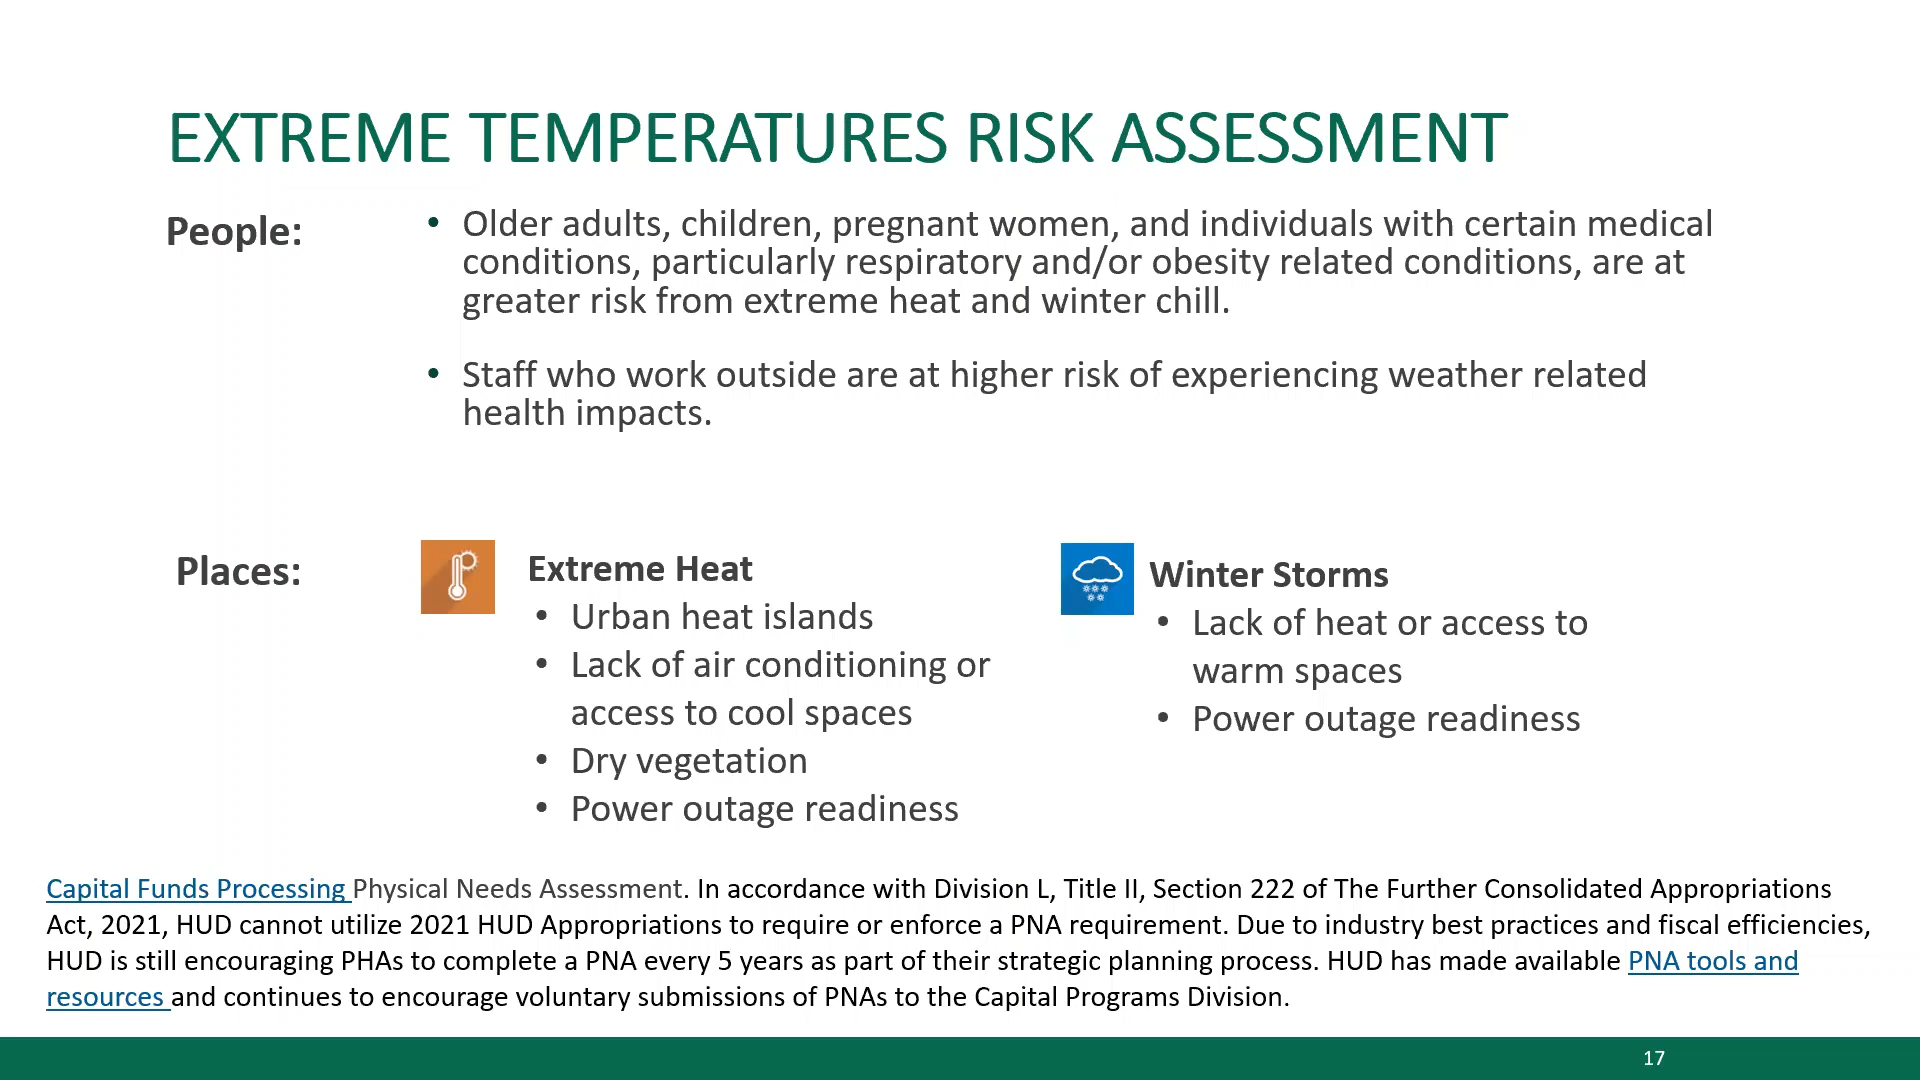 EXTREME TEMPERATURES RISK ASSESSMENT
People:
• Older adults, children, pregnant women, and individuals with certain medical
conditions, particularly respiratory and/or obesity related conditions, are at
greater risk from extreme heat and winter chill.
• Staff who work outside are at higher risk of experiencing weather related
health impacts.
Places:
Extreme Heat
• Urban heat islands
• Lack of air conditioning or
access to cool spaces
• Dry vegetation
• Power outage readiness
Winter Storms
• Lack of heat or access to
warm spaces
• Power outage readiness
Capital Funds Processing Physical Needs Assessment. In accordance with Division L, Title II, Section 222 of The Further Consolidated Appropriations
Act, 2021, HUD cannot utilize 2021 HUD Appropriations to require or enforce a PNA requirement. Due to industry best practices and fiscal efficiencies,
HUD is still encouraging PHAs to complete a PNA every 5 years as part of their strategic planning process. HUD has made available PNA tools and
resources and continues to encourage voluntary submissions of PNAs to the Capital Programs Division.
17